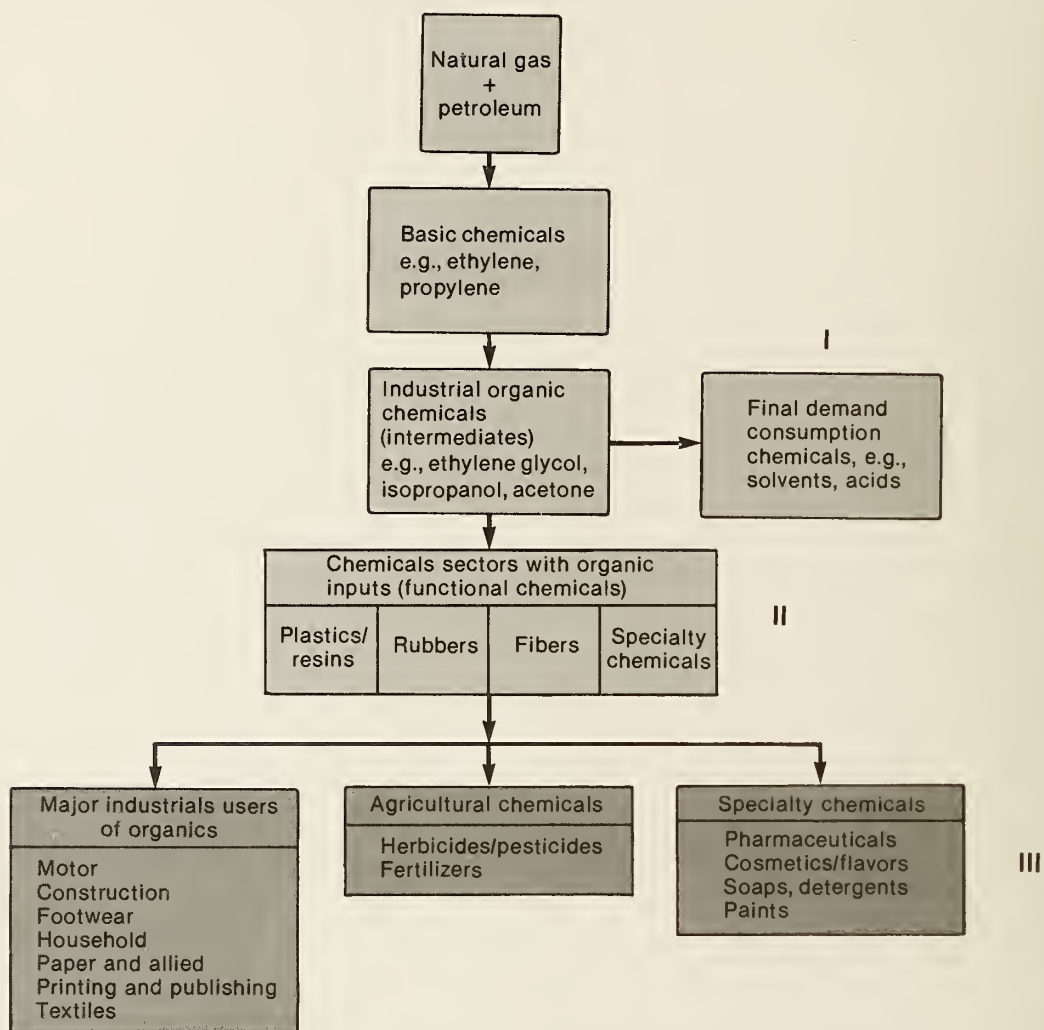 Natural gas
+
petroleum
Basic chemicals
e.g., ethylene,
propylene
I
Industrial organic
chemicals
(intermediates)
e.g., ethylene glycol,
isopropanol, acetone
Final demand
consumption
chemicals, e.g.,
solvents, acids
Chemicals sectors with organic
inputs (functional chemicals)
II
Plastics/
resins
Rubbers
Fibers
Specialty
chemicals
Major industrials users
of organics
Motor
Construction
Footwear
Household
Paper and allied
Printing and publishing
Textiles
Agricultural chemicals
Herbicides/pesticides
Fertilizers
Specialty chemicals
Pharmaceuticals
Cosmetics/flavors
Soaps, detergents
Paints
III